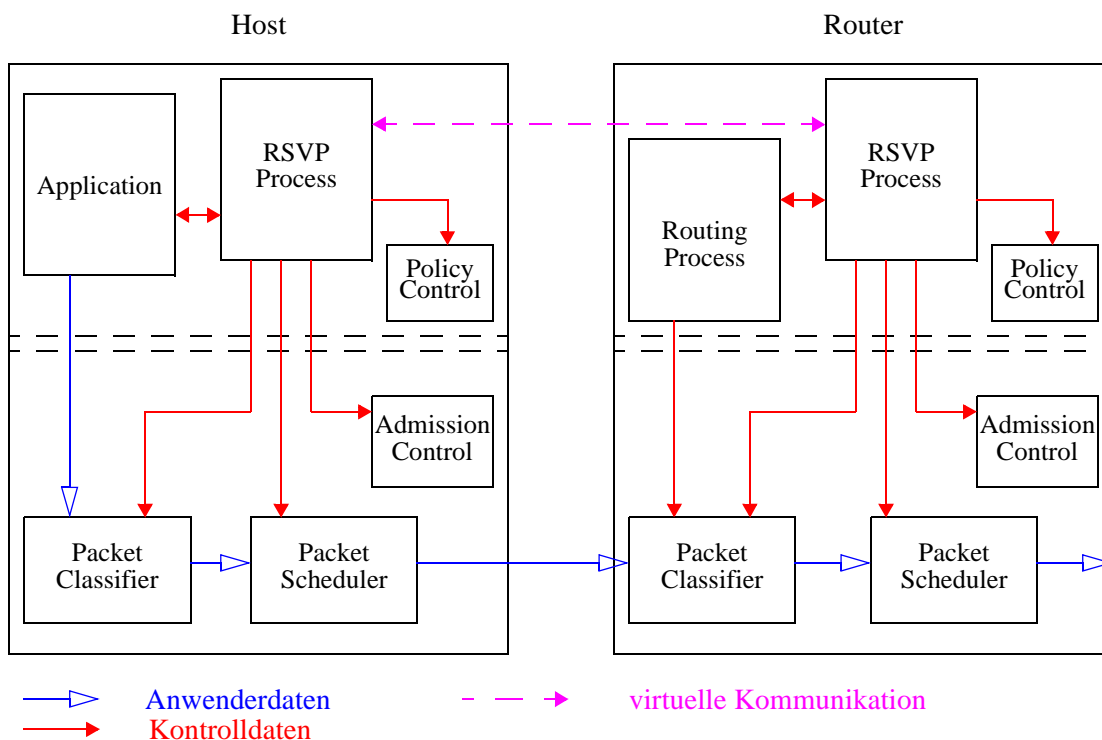 Host
Router
Application
RSVP
Process
Policy
Control
Admission
Control
Packet
Classifier
Packet
Scheduler
Routing
Process
RSVP
Process
Policy
Control
Admission
Control
Packet
Classifier
Packet
Scheduler
Anwenderdaten
virtuelle Kommunikation
Kontrolldaten